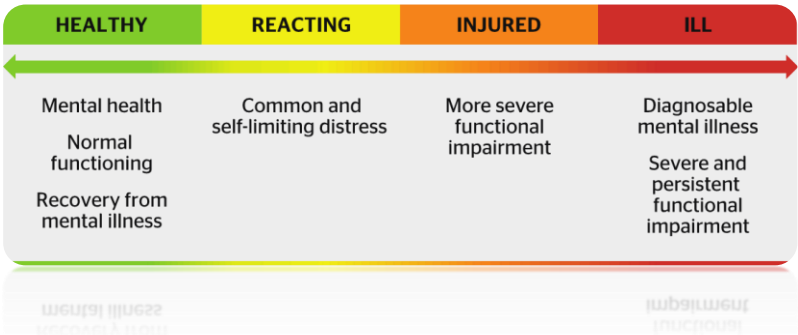 HEALTHY
REACTING
INJURED
ILL
Mental health
Normal
functioning
Recovery from
mental illness
Common and
self-limiting distress
More severe
functional
impairment
Diagnosable
mental illness
Severe and
persistent
functional
impairment